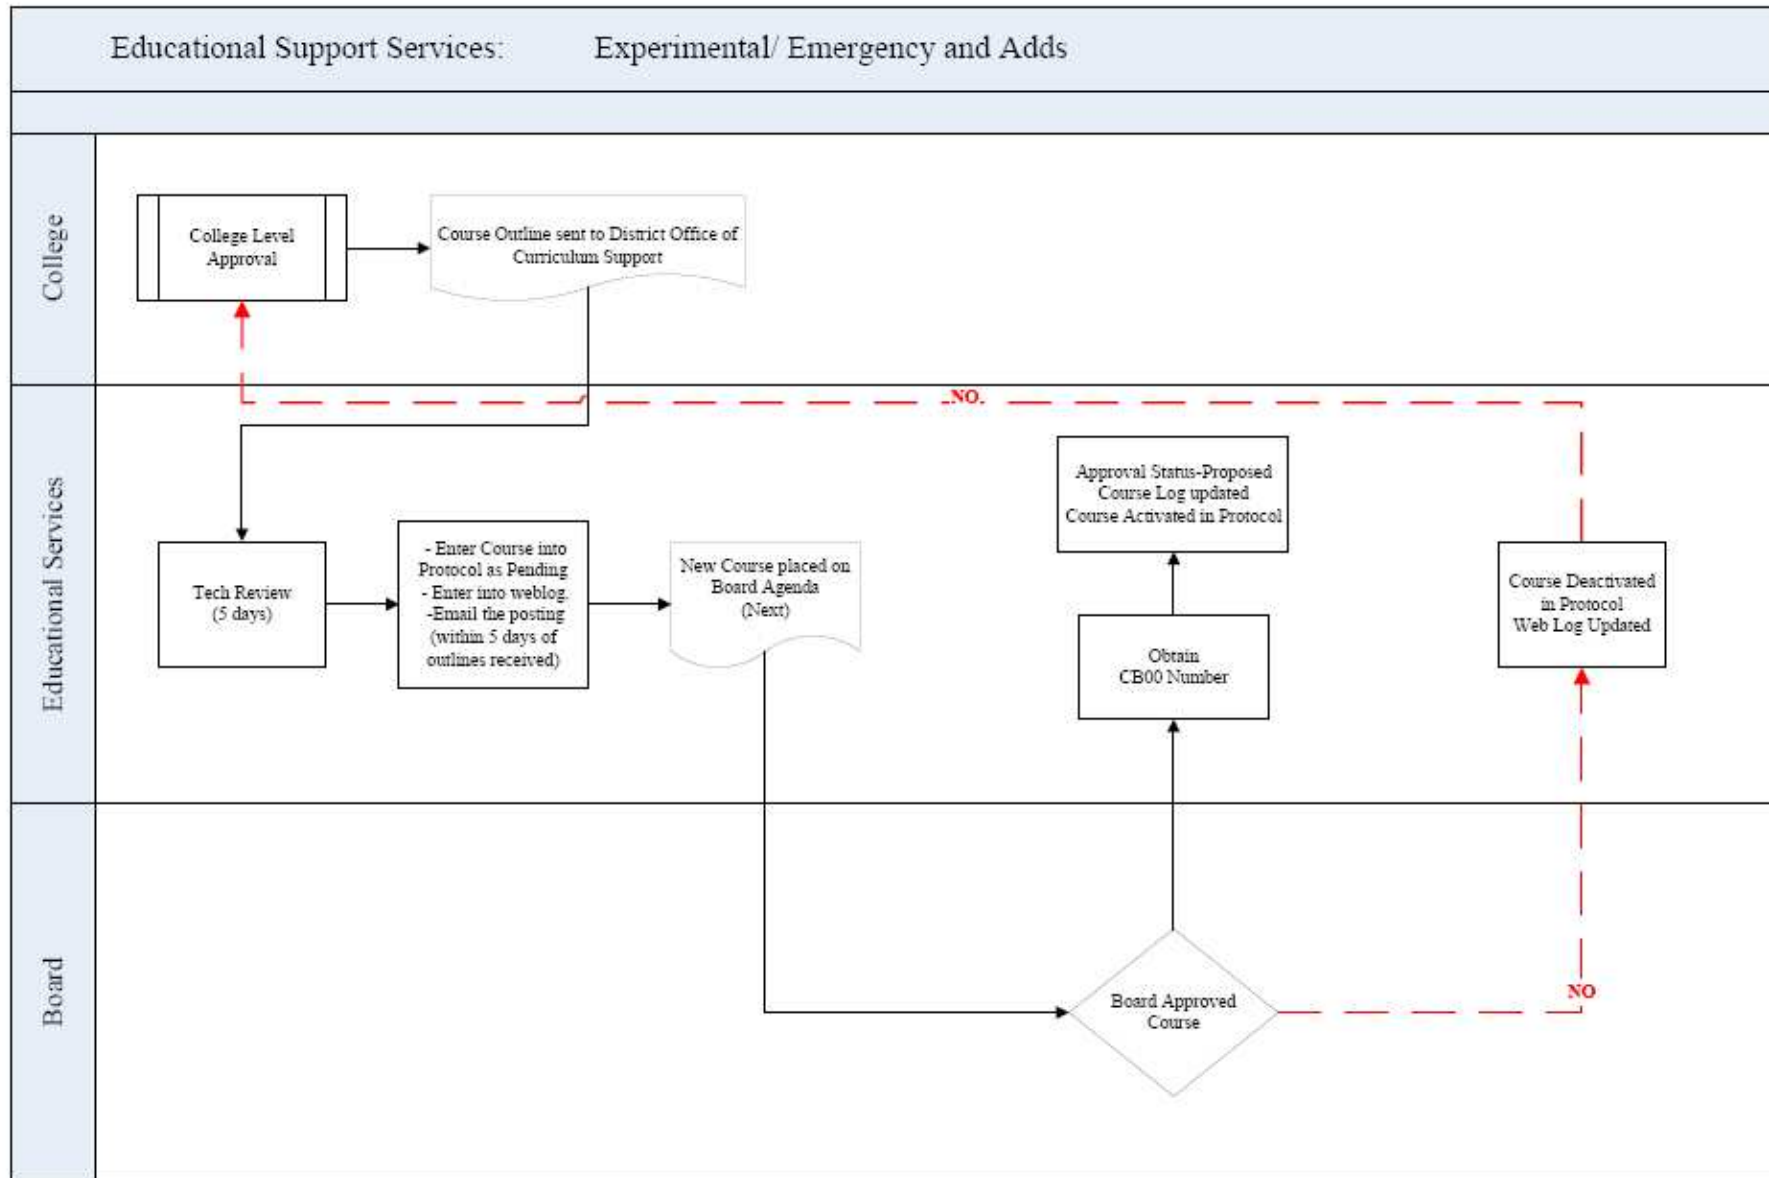 Educational Support Services: Experimental/ Emergency and Adds
College
College Level
Approval
Course Outline sent to District Office of
Curriculum Support
Educational Services
NO
Approval Status-Proposed
Course Log updated
Course Activated in Protocol
Tech Review
(5 days)
- Enter Course into
Protocol as Pending
- Enter into weblog.
-Email the posting
(within 5 days of
outlines received)
New Course placed on
Board Agenda
(Next)
Obtain
CB00 Number
Course Deactivated
in Protocol
Web Log Updated
Board
Board Approved
Course
NO